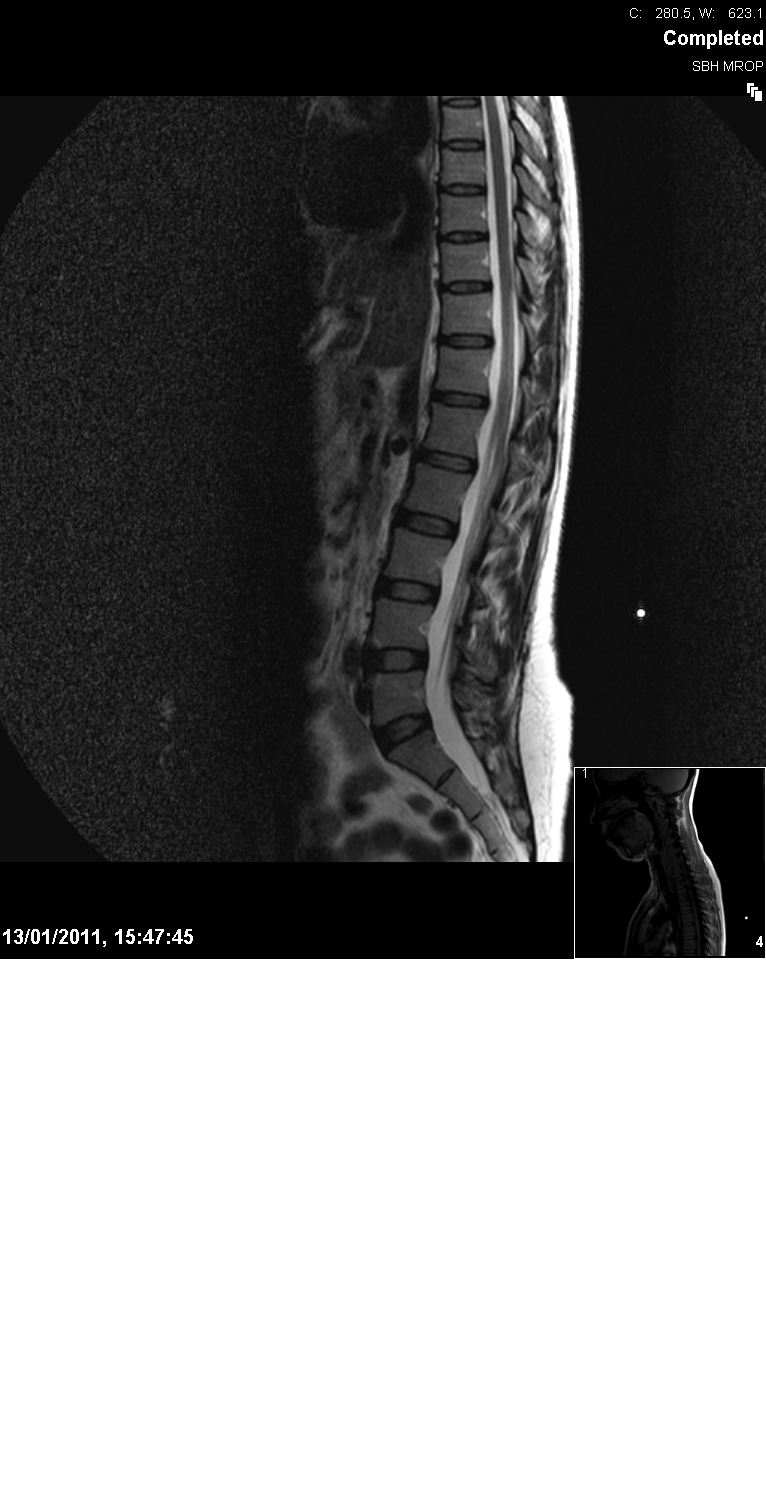 C: 280.5, W: 623.1
Completed
SBH MROP
13/01/2011, 15:47:45
1
4